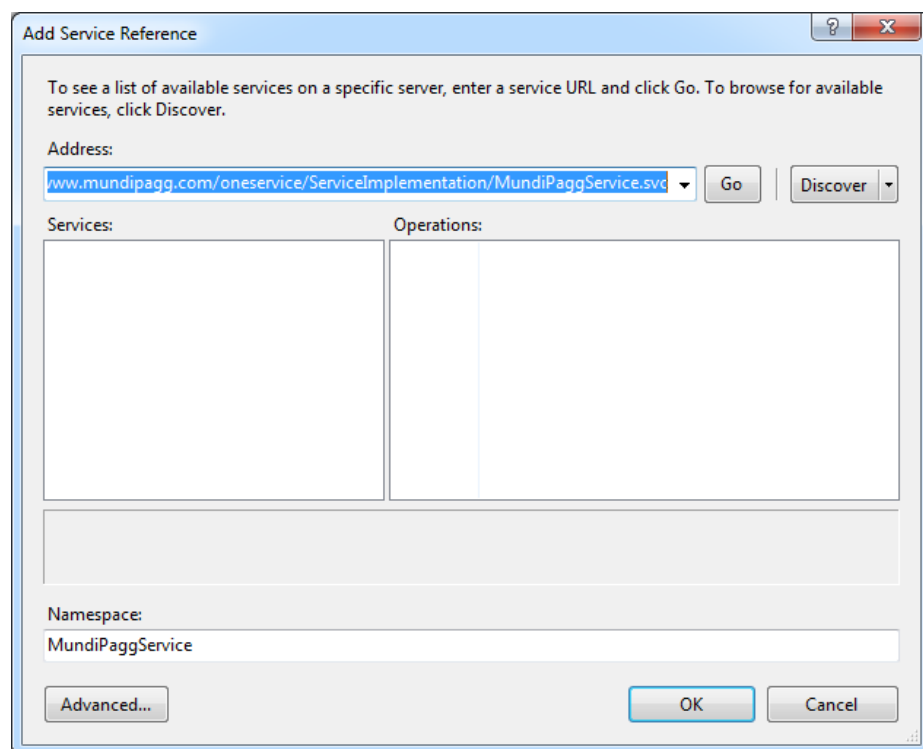 Add Service Reference
To see a list of available services on a specific server, enter a service URL and click Go. To browse for available
services, click Discover.
Address:
www.mundipagg.com/oneservice/ServiceImplementation/MundiPaggService.svc Go Discover
Services: Operations:
Namespace:
MundiPaggService
Advanced... OK Cancel